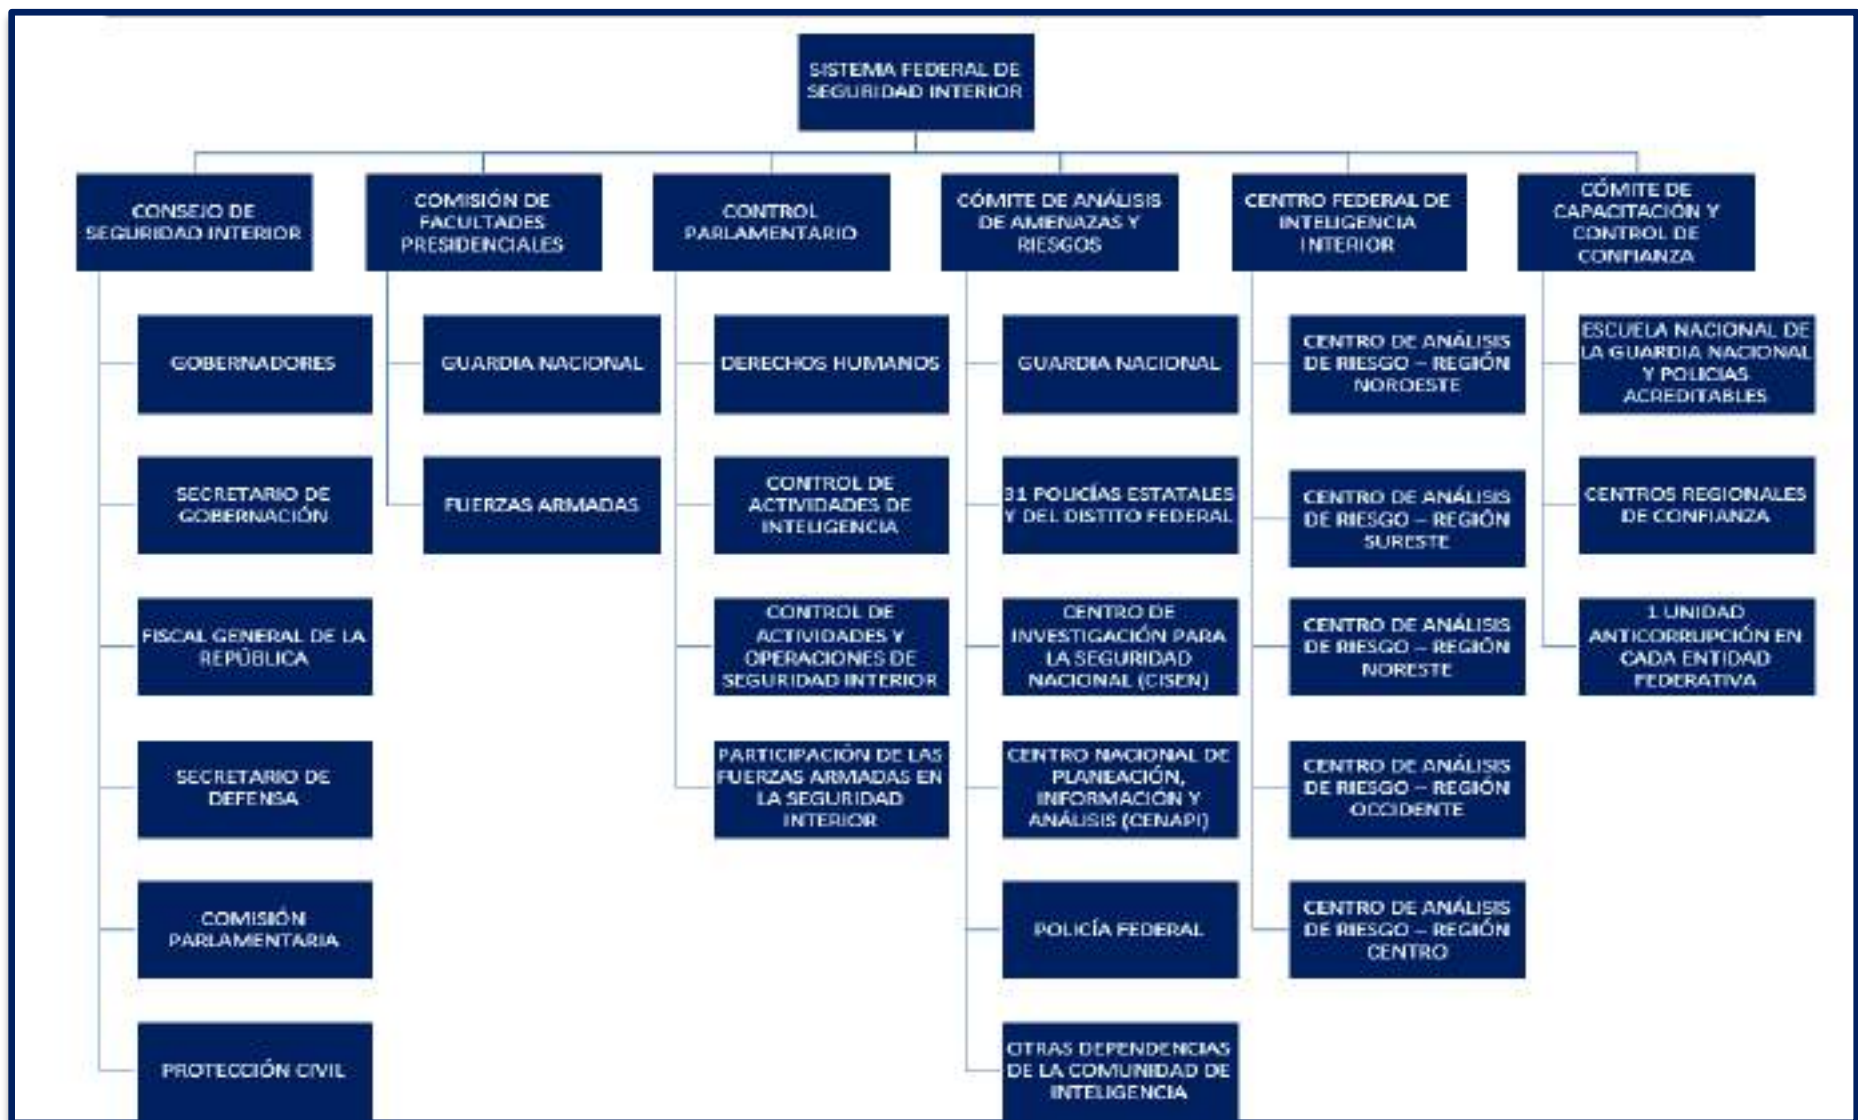 SISTEMA FEDERAL DE
SEGURIDAD INTERIOR
CONSEJO DE
SEGURIDAD INTERIOR
COMISIÓN DE
FACULTADES
PRESIDENCIALES
CONTROL
PARLAMENTARIO
CÓMITE DE ANÁLISIS
DE AMENAZAS Y
RIESGOS
CENTRO FEDERAL DE
INTELIGENCIA
INTERIOR
CÓMITE DE
CAPACITACIÓN Y
CONTROL DE
CONFIANZA
GOBERNADORES
SECRETARIO DE
GOBERNACIÓN
FISCAL GENERAL DE LA
REPÚBLICA
SECRETARIO DE
DEFENSA
COMISIÓN
PARLAMENTARIA
PROTECCIÓN CIVIL
GUARDIA NACIONAL
FUERZAS ARMADAS
DERECHOS HUMANOS
CONTROL DE
ACTIVIDADES DE
INTELIGENCIA
CONTROL DE
ACTIVIDADES Y
OPERACIONES DE
SEGURIDAD INTERIOR
PARTICIPACIÓN DE LAS
FUERZAS ARMADAS EN
LA SEGURIDAD
INTERIOR
GUARDIA NACIONAL
31 POLICÍAS ESTATALES
Y DEL DISTITO FEDERAL
CENTRO DE
INVESTIGACIÓN PARA
LA SEGURIDAD
NACIONAL (CISEN)
CENTRO NACIONAL DE
PLANEACIÓN,
INFORMACIÓN Y
ANÁLISIS (CENAPI)
POLICÍA FEDERAL
OTRAS DEPENDENCIAS
DE LA COMUNIDAD DE
INTELIGENCIA
CENTRO DE ANÁLISIS
DE RIESGO – REGIÓN
NOROESTE
CENTRO DE ANÁLISIS
DE RIESGO – REGIÓN
SURESTE
CENTRO DE ANÁLISIS
DE RIESGO – REGIÓN
NORESTE
CENTRO DE ANÁLISIS
DE RIESGO – REGIÓN
OCCIDENTE
CENTRO DE ANÁLISIS
DE RIESGO – REGIÓN
CENTRO
ESCUELA NACIONAL DE
LA GUARDIA NACIONAL
Y POLICIAS
ACREDITABLES
CENTROS REGIONALES
DE CONFIANZA
1 UNIDAD
ANTICORRUPCIÓN EN
CADA ENTIDAD
FEDERATIVA